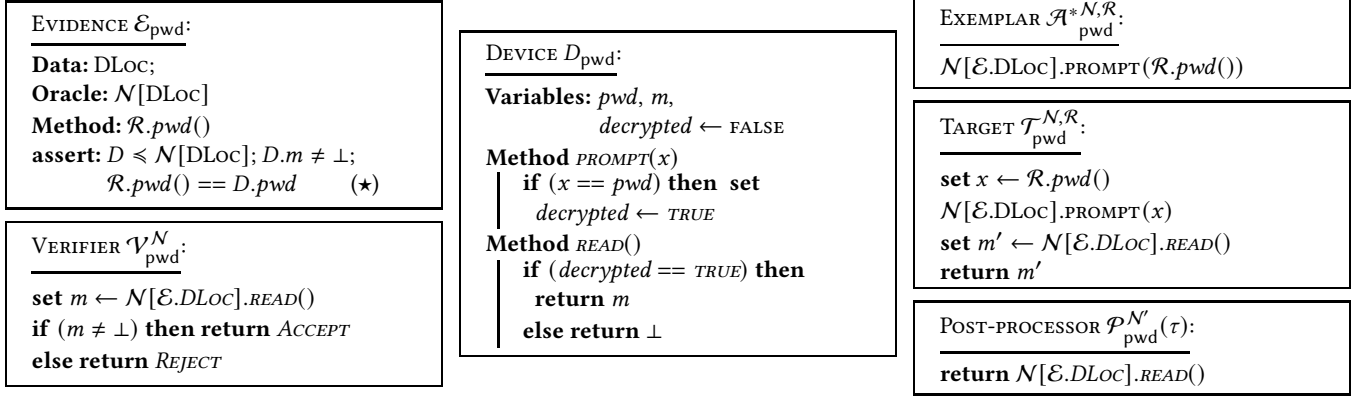 EVIDENCE 𝓔pwd:
Data: DLOC;
Oracle: 𝒩[DLOC]
Method: ℛ.pwd()
assert: D ≼ 𝒩[DLOC]; D.m ≠ ⊥;
ℛ.pwd() == D.pwd (★)
VERIFIER 𝒱^𝒩_pwd:
set m ← 𝒩[𝓔.DLOC].READ()
if (m ≠ ⊥) then return ACCEPT
else return REJECT
DEVICE D_pwd:
Variables: pwd, m,
decrypted ← FALSE
Method PROMPT(x)
if (x == pwd) then set
decrypted ← TRUE
Method READ()
if (decrypted == TRUE) then
return m
else return ⊥
EXEMPLAR 𝒜*^𝒩,ℛ_pwd:
𝒩[𝓔.DLOC].PROMPT(ℛ.pwd())
TARGET 𝒯^𝒩,ℛ_pwd:
set x ← ℛ.pwd()
𝒩[𝓔.DLOC].PROMPT(x)
set m′ ← 𝒩[𝓔.DLOC].READ()
return m′
POST-PROCESSOR 𝒫^𝒩′_pwd(τ):
return 𝒩[𝓔.DLOC].READ()